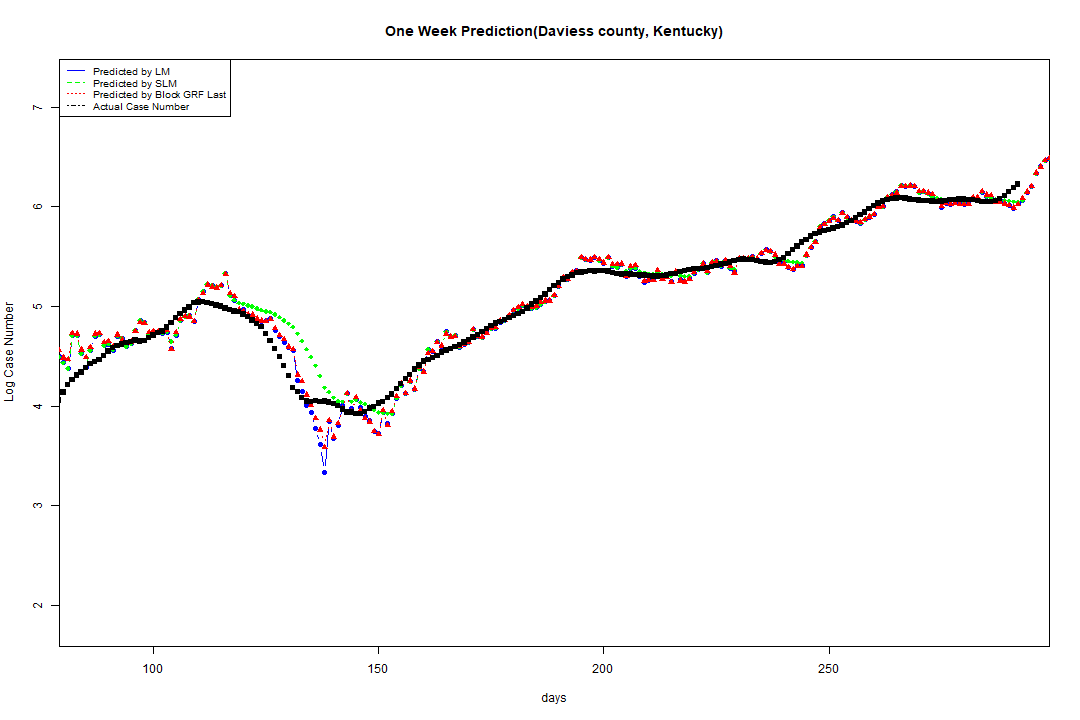 One Week Prediction(Daviess county, Kentucky)
Predicted by LM
Predicted by SLM
Predicted by Block GRF Last
Actual Case Number
Log Case Number
7
6
5
4
3
2
100 150 200 250
days